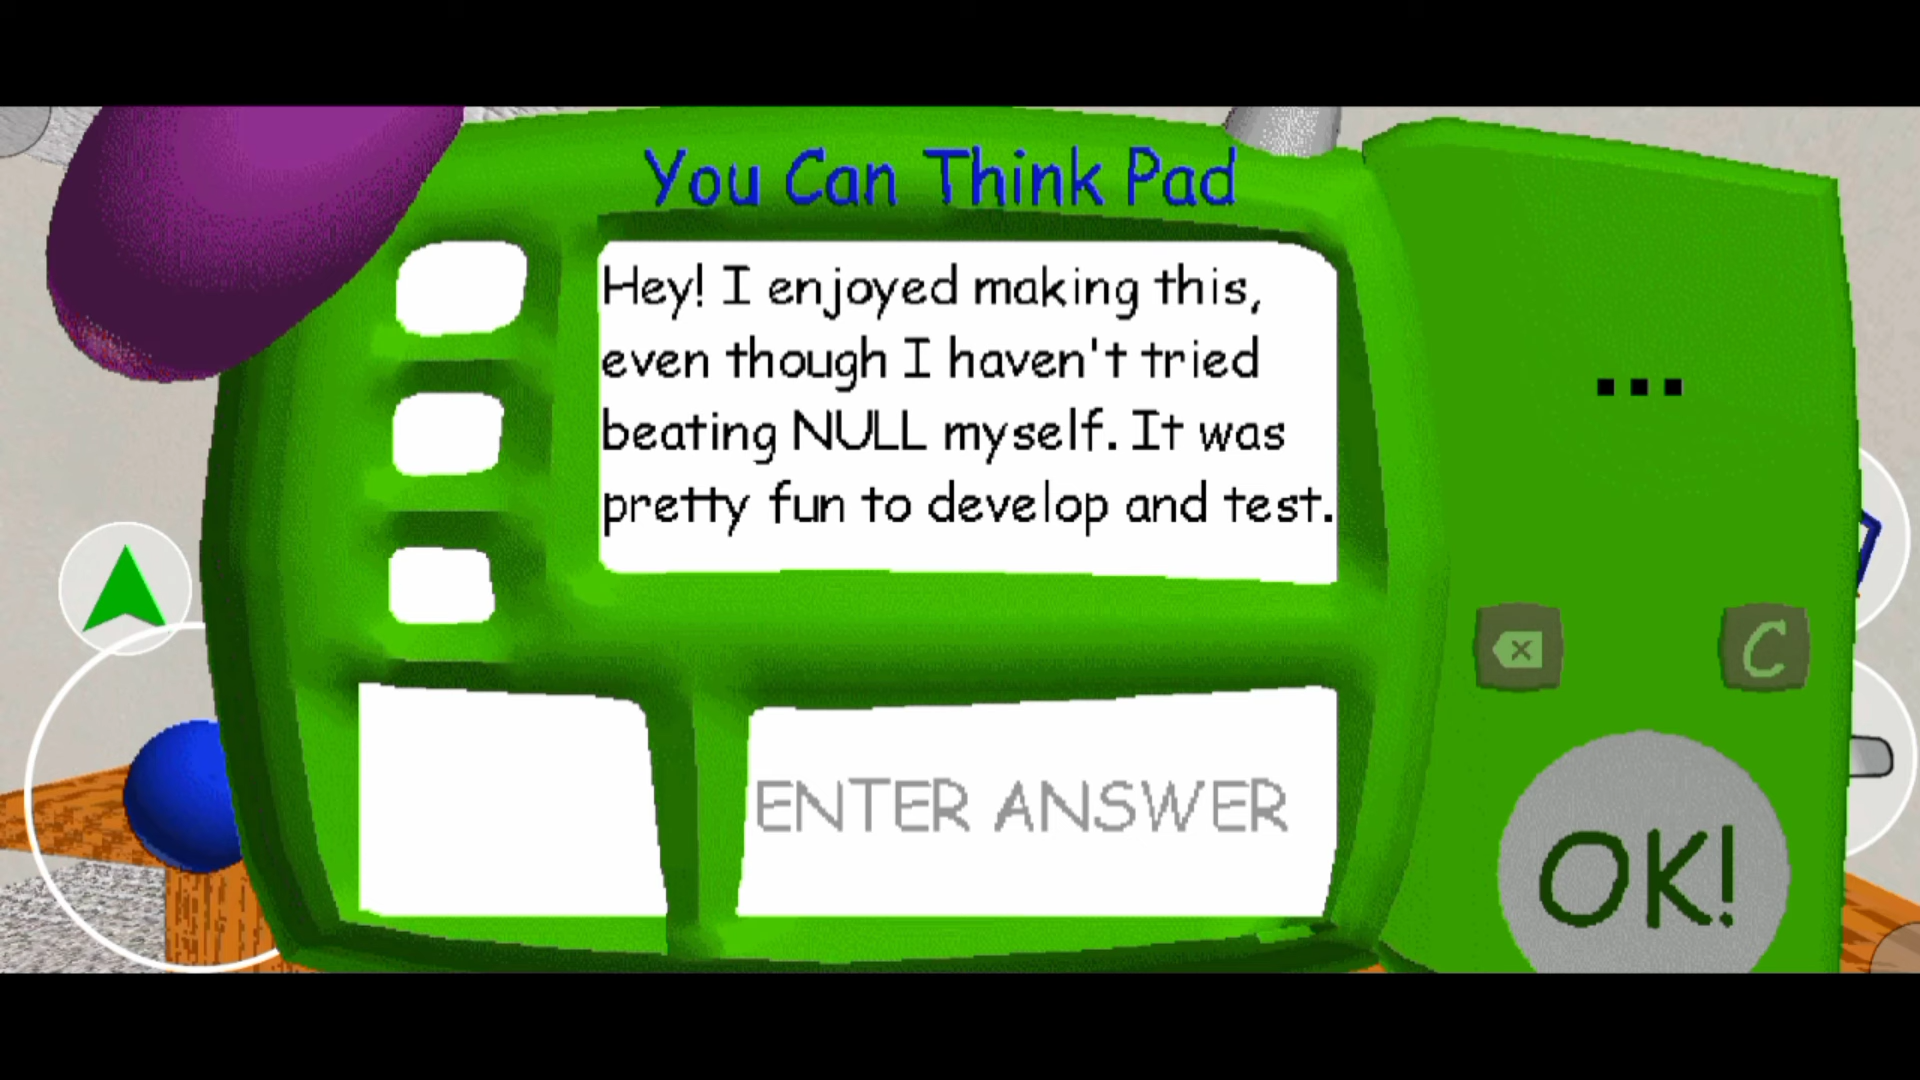 You Can Think Pad
Hey! I enjoyed making this,
even though I haven't tried
beating NULL myself. It was
pretty fun to develop and test.
...
C
ENTER ANSWER
OK!